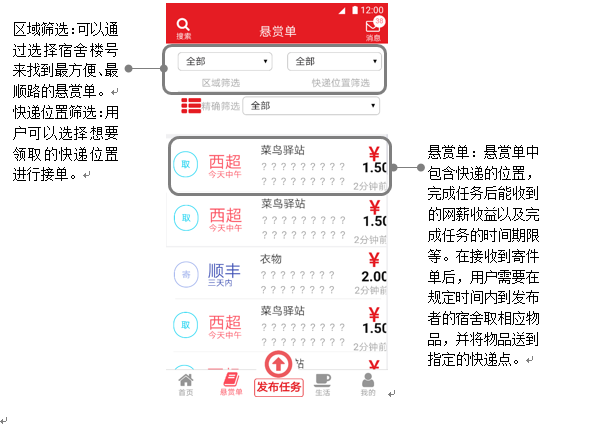 区域筛选:可以通
过选择宿舍楼号
来找到最方便、最
顺路的悬赏单。
快递位置筛选:用
户可以选择想要
领取的快递位置
进行接单。
12:00
搜索
悬赏单
38
消息
全部
全部
区域筛选
快递位置筛选
精确筛选
全部
取
西超
今天中午
菜鸟驿站
? ? ? ? ? ? ? ? ?
? ? ? ? ? ? ? ? ?
¥
1.50
2分钟前
取
西超
今天中午
菜鸟驿站
? ? ? ? ? ? ? ? ?
? ? ? ? ? ? ? ? ?
¥
1.50
2分钟前
寄
顺丰
三天内
衣物
? ? ? ? ? ? ? ?
? ? ? ? ? ? ? ?
¥
2.00
2分钟前
取
西超
今天中午
菜鸟驿站
? ? ? ? ? ? ? ? ?
? ? ? ? ? ? ? ? ?
¥
1.50
2分钟前
西超
站
¥
首页
悬赏单
发布任务
生活
我的
悬赏单：悬赏单中
包含快递的位置，
完成任务后能收到
的网薪收益以及完
成任务的时间期限
等。在接收到寄件
单后，用户需要在
规定时间内到发布
者的宿舍取相应物
品，并将物品送到
指定的快递点。